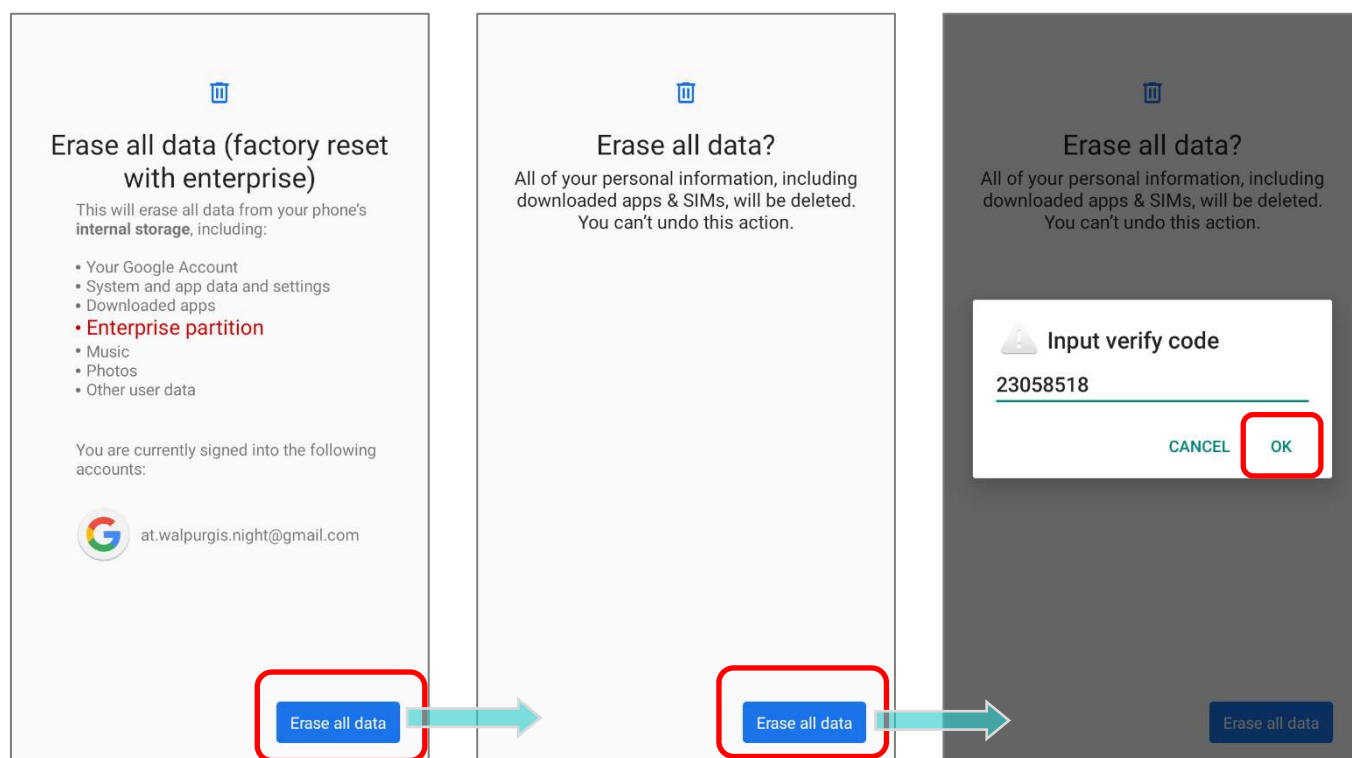 Erase all data (factory reset
with enterprise)
This will erase all data from your phone's
internal storage, including:
• Your Google Account
• System and app data and settings
• Downloaded apps
• Enterprise partition
• Music
• Photos
• Other user data
You are currently signed into the following
accounts:
at.walpurgis.night@gmail.com
Erase all data
Erase all data?
All of your personal information, including
downloaded apps & SIMs, will be deleted.
You can't undo this action.
Erase all data
Erase all data?
All of your personal information, including
downloaded apps & SIMs, will be deleted.
You can't undo this action.
Input verify code
23058518
CANCEL OK
Erase all data